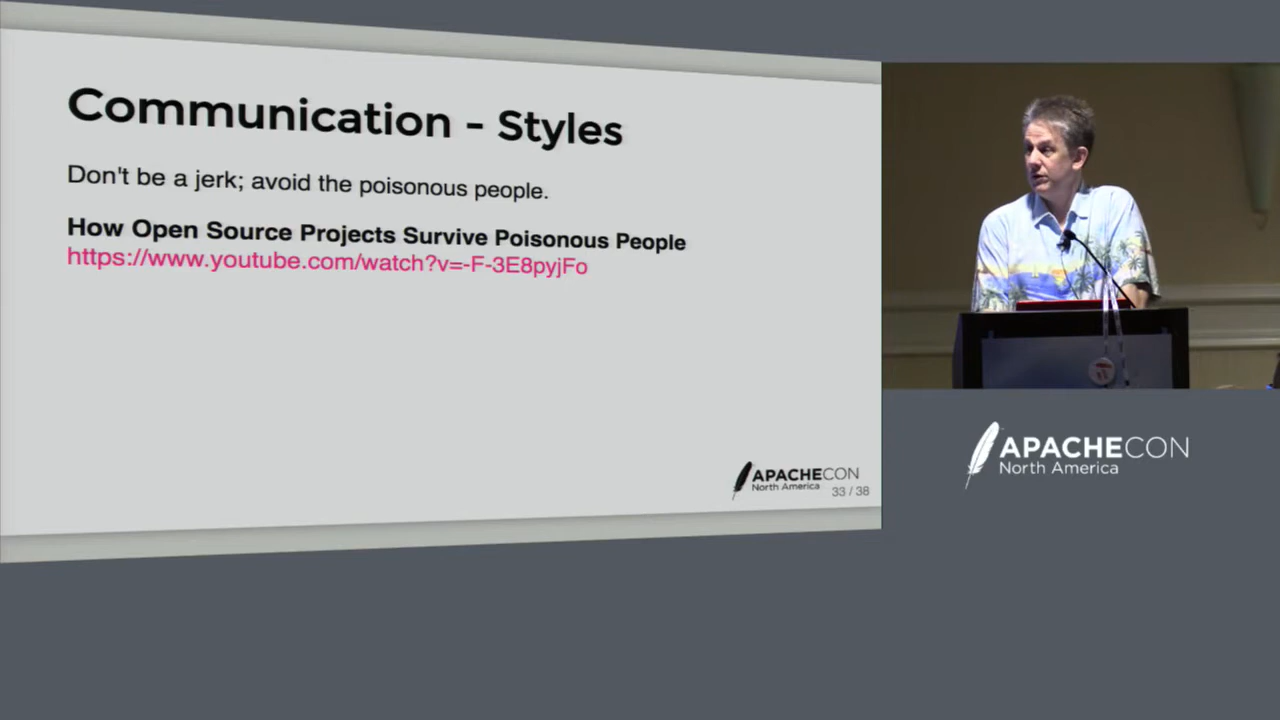 Communication - Styles
Don't be a jerk; avoid the poisonous people.
How Open Source Projects Survive Poisonous People
https://www.youtube.com/watch?v=-F-3E8pyjFo
APACHECON
North America
33 / 38
APACHECON
North America